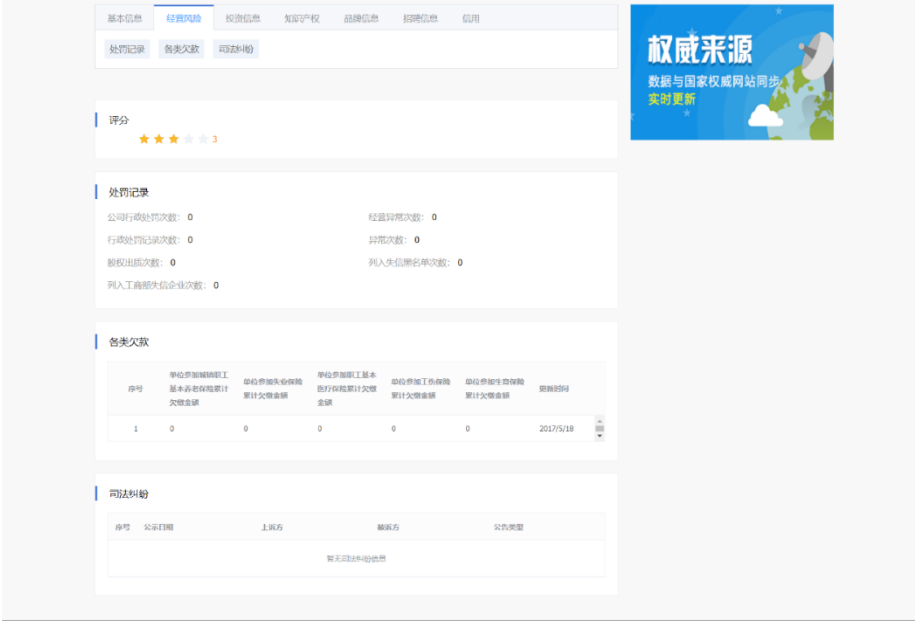 基本信息 经营风险 投资信息 知识产权 品牌信息 招聘信息 信用
处罚记录 各类欠款 司法纠纷
权威来源
数据与国家权威网站同步
实时更新
评分
3
处罚记录
公司行政处罚次数： 0 经营异常次数： 0
行政处罚记录次数： 0 异常次数： 0
股权出质次数： 0 列入失信黑名单次数： 0
列入工商部失信企业次数： 0
各类欠款
序号 单位参加城镇职工基本养老保险累计欠缴金额 单位参加失业保险累计欠缴金额 单位参加职工基本医疗保险累计欠缴金额 单位参加工伤保险累计欠缴金额 单位参加生育保险累计欠缴金额 更新时间
1 0 0 0 0 0 2017/5/18
司法纠纷
序号 公示日期 上诉方 被诉方 公告类型
暂无司法纠纷信息